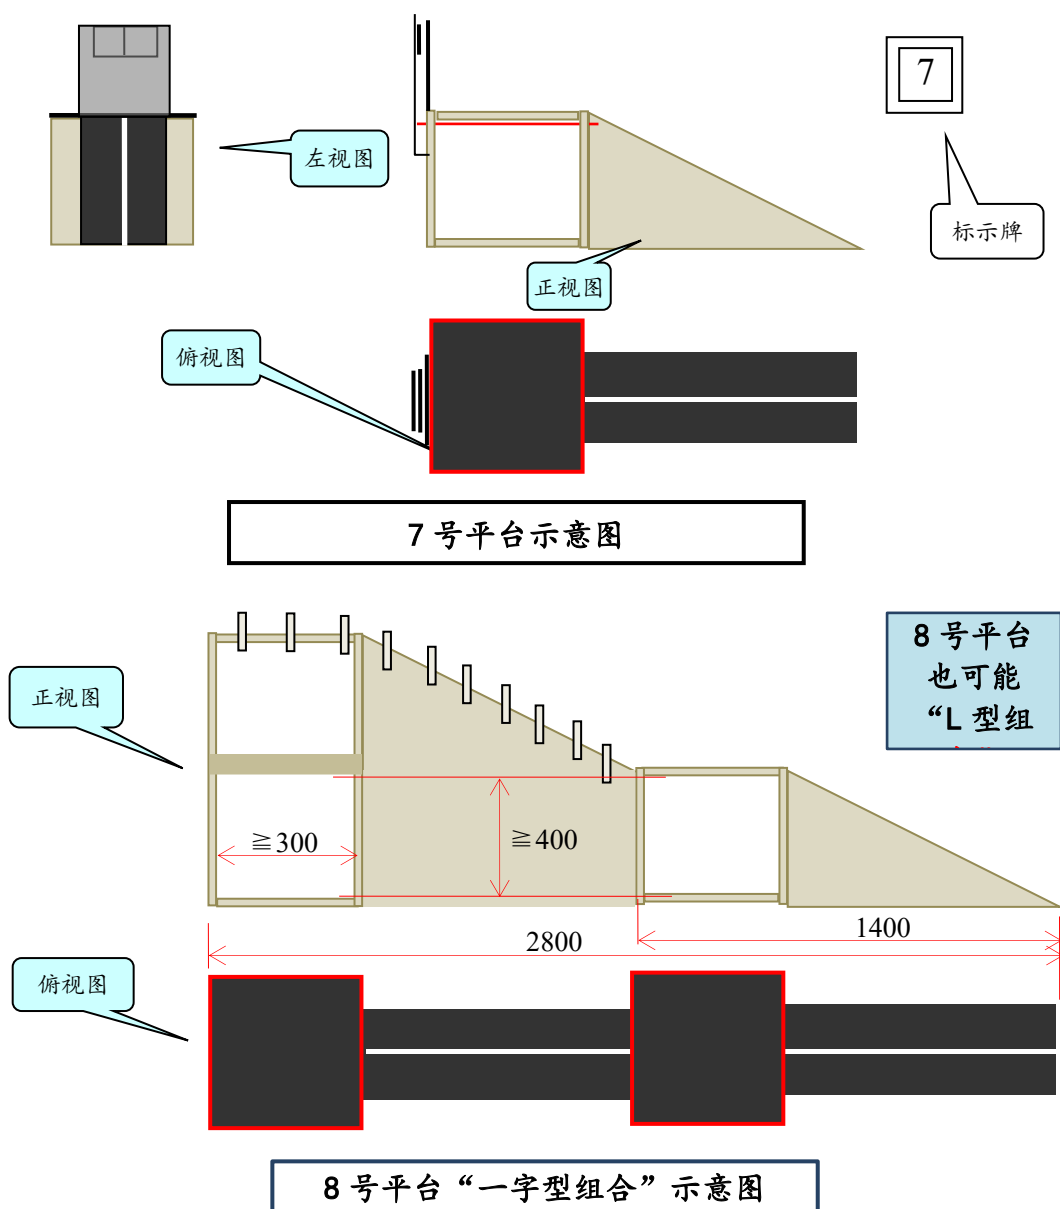 左视图
7
标示牌
正视图
俯视图
7 号平台示意图
8 号平台
也可能
“L 型组
正视图
≧300
≧400
1400
2800
俯视图
8 号平台“一字型组合”示意图